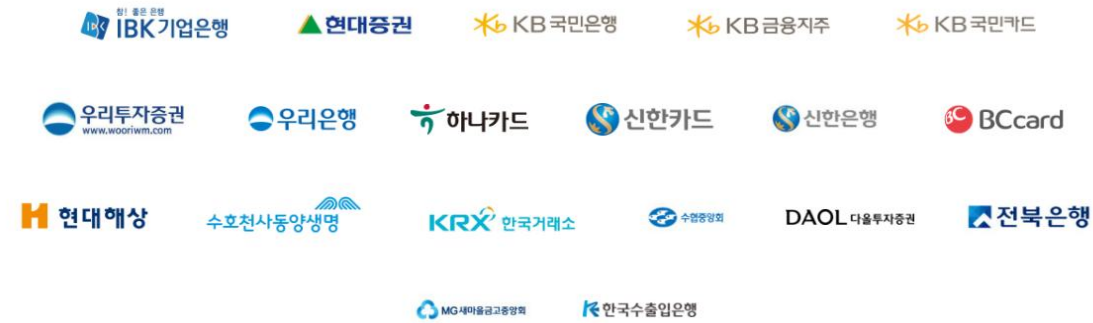 참! 좋은 은행
IBK기업은행
현대증권
KB국민은행
KB금융지주
KB국민카드
우리투자증권
www.wooriwm.com
우리은행
하나카드
신한카드
신한은행
BC BCcard
현대해상
수호천사동양생명
KRX 한국거래소
수협중앙회
DAOL 다올투자증권
전북은행
MG새마을금고중앙회
한국수출입은행